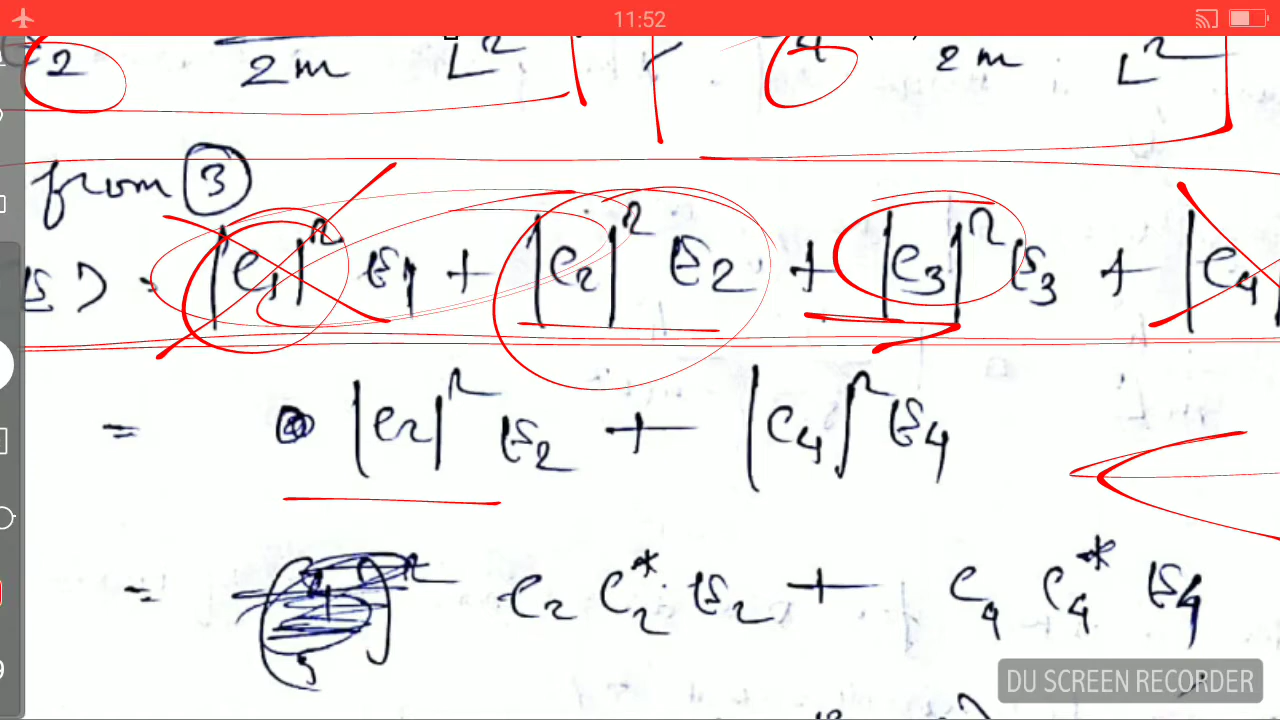 11:52
2 2m L² 4 2m L²
from ③
E> = |C₁|² E₁ + |C₂|² E₂ + |C₃|² E₃ + |C₄|
= |C₂|² E₂ + |C₄|² E₄
= C₂ C₂* E₂ + C₄ C₄* E₄
DU SCREEN RECORDER